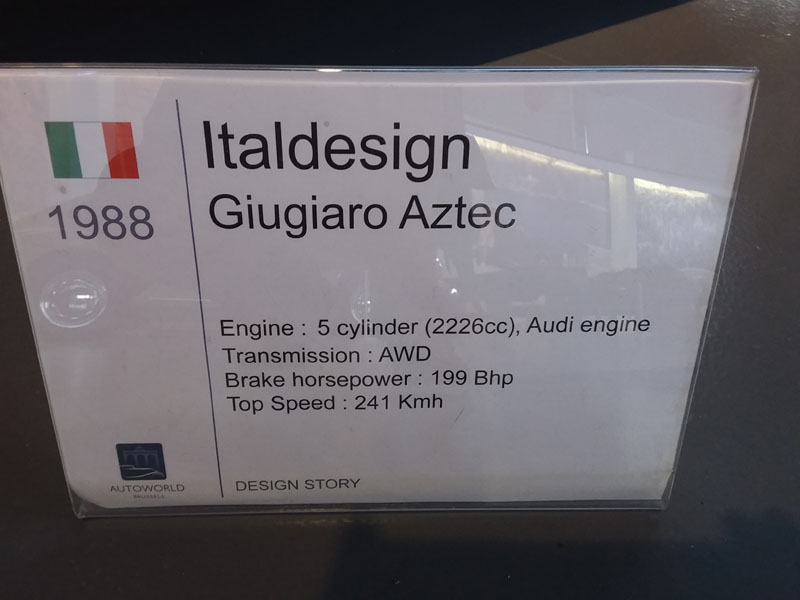 Italdesign
Giugiaro Aztec
1988
Engine : 5 cylinder (2226cc), Audi engine
Transmission : AWD
Brake horsepower : 199 Bhp
Top Speed : 241 Kmh
AUTOWORLD
BRUSSELS
DESIGN STORY